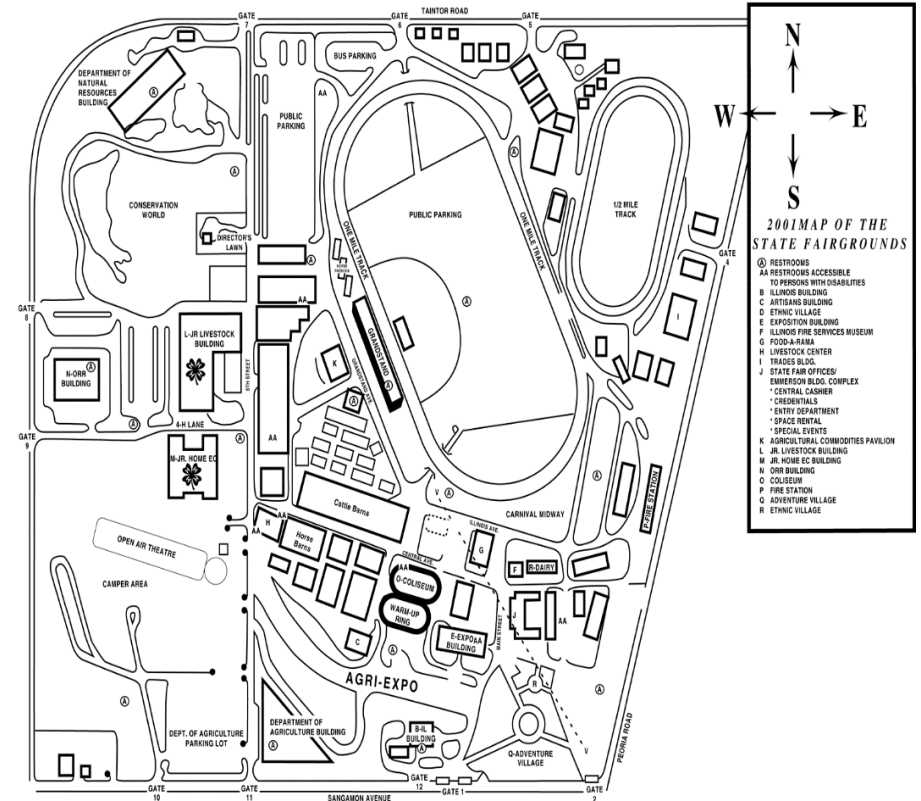 TAINTOR ROAD
GATE
7
GATE
6
GATE
5
BUS PARKING
DEPARTMENT OF
NATURAL
RESOURCES
BUILDING
A
AA
PUBLIC
PARKING
A
A
CONSERVATION
WORLD
DIRECTOR'S
LAWN
A
PUBLIC PARKING
ONE MILE TRACK
ONE MILE TRACK
1/2 MILE
TRACK
GATE
4
AA
A
GATE
8
L-JR LIVESTOCK
BUILDING
8TH STREET
N-ORR
BUILDING
A
K
GRANDSTAND
A
GRANDSTAND AVE.
I
A
4-H LANE
A
A
GATE
9
M-JR. HOME EC
AA
Cattle Barns
V
A
CARNIVAL MIDWAY
A
P-FIRE STATION
H
AA
AA
Horse
Barns
ILLINOIS AVE.
G
CENTRAL AVE.
AA
O-COLISEUM
F
R-DAIRY
OPEN AIR THEATRE
CAMPER AREA
WARM-UP
RING
J
AA
C
E-EXPO AA
BUILDING
MAIN STREET
A
AGRI-EXPO
R
A
A
DEPT. OF AGRICULTURE
PARKING LOT
DEPARTMENT OF
AGRICULTURE BUILDING
A
B-IL
BUILDING
A
Q-ADVENTURE
VILLAGE
V
PEORIA ROAD
GATE
10
GATE
11
SANGAMON AVENUE
GATE
12
GATE 1
GATE
2
N
W E
S
2001MAP OF THE
STATE FAIRGROUNDS
A RESTROOMS
AA RESTROOMS ACCESSIBLE
TO PERSONS WITH DISABILITIES
B ILLINOIS BUILDING
C ARTISANS BUILDING
D ETHNIC VILLAGE
E EXPOSITION BUILDING
F ILLINOIS FIRE SERVICES MUSEUM
G FOOD-A-RAMA
H LIVESTOCK CENTER
I TRADES BLDG.
J STATE FAIR OFFICES/
EMMERSON BLDG. COMPLEX
* CENTRAL CASHIER
* CREDENTIALS
* ENTRY DEPARTMENT
* SPACE RENTAL
* SPECIAL EVENTS
K AGRICULTURAL COMMODITIES PAVILION
L JR. LIVESTOCK BUILDING
M JR. HOME EC BUILDING
N ORR BUILDING
O COLISEUM
P FIRE STATION
Q ADVENTURE VILLAGE
R ETHNIC VILLAGE